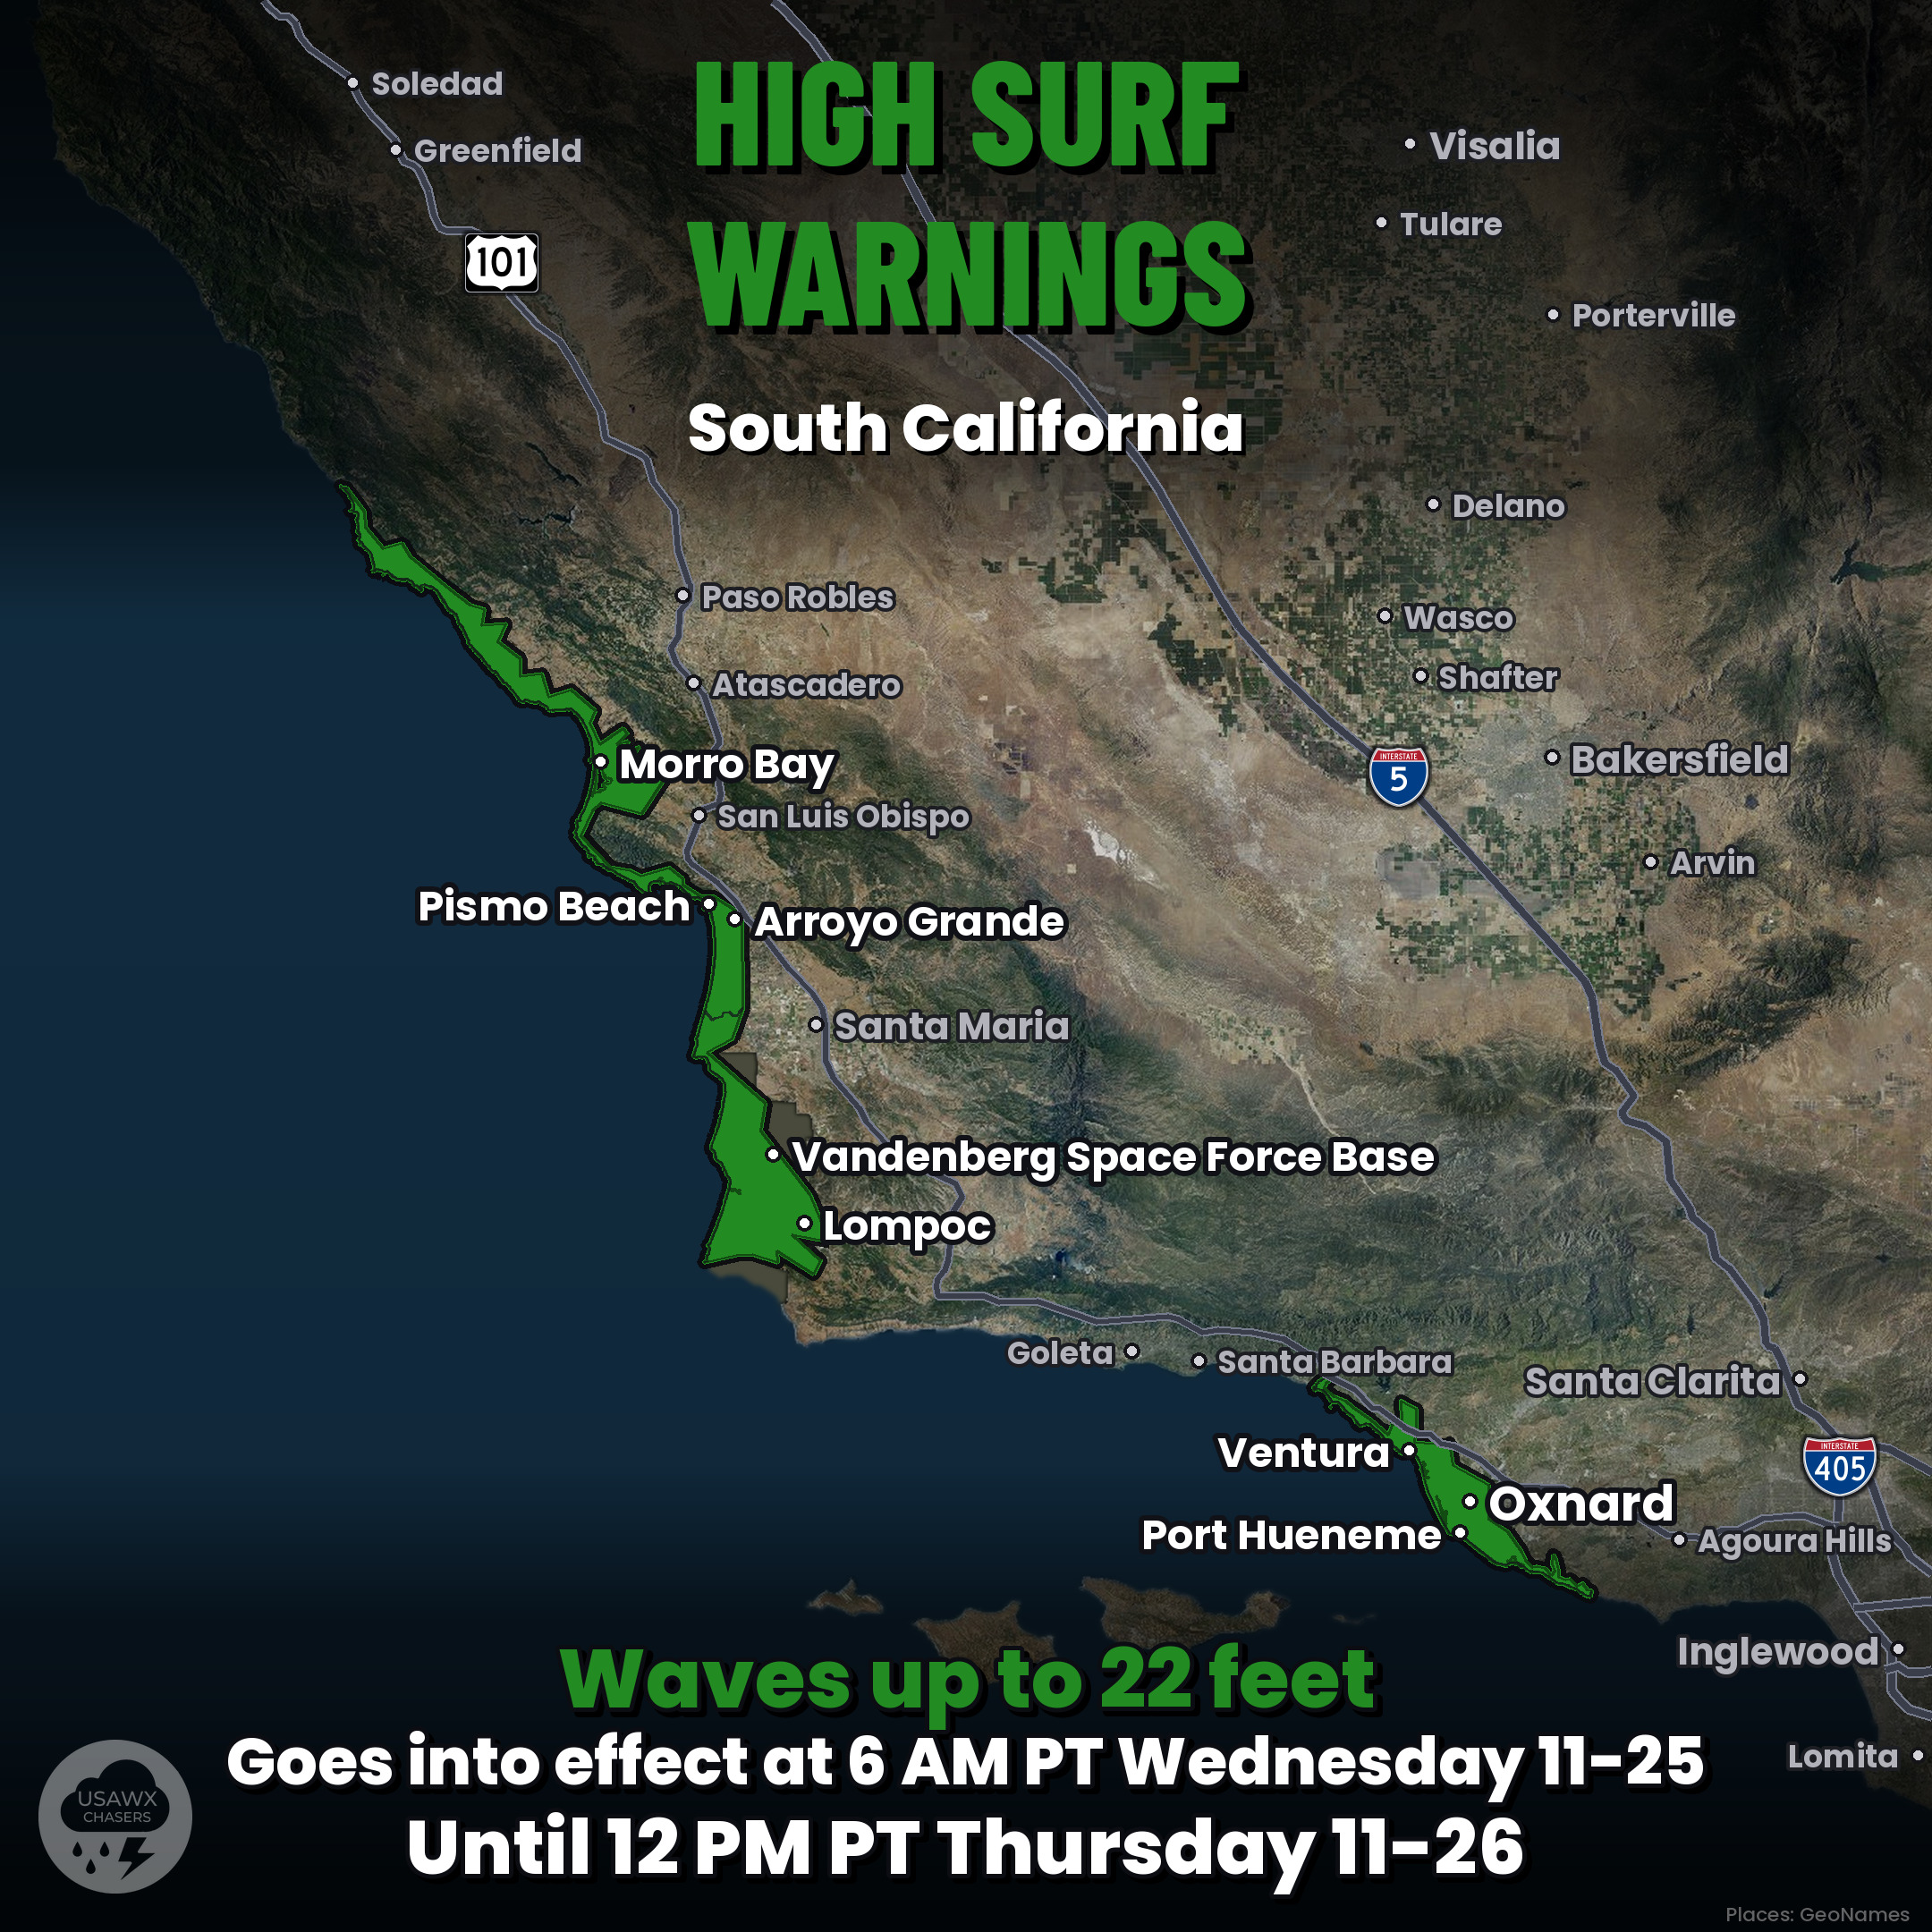 HIGH SURF
WARNINGS
South California
Soledad
Greenfield
101
Visalia
Tulare
Porterville
Delano
Paso Robles
Wasco
Atascadero
Shafter
Morro Bay
INTERSTATE
5
Bakersfield
San Luis Obispo
Arvin
Pismo Beach
Arroyo Grande
Santa Maria
Vandenberg Space Force Base
Lompoc
Goleta
Santa Barbara
Santa Clarita
Ventura
INTERSTATE
405
Oxnard
Port Hueneme
Agoura Hills
Inglewood
Lomita
Waves up to 22 feet
Goes into effect at 6 AM PT Wednesday 11-25
Until 12 PM PT Thursday 11-26
USAWX
CHASERS
Places: GeoNames